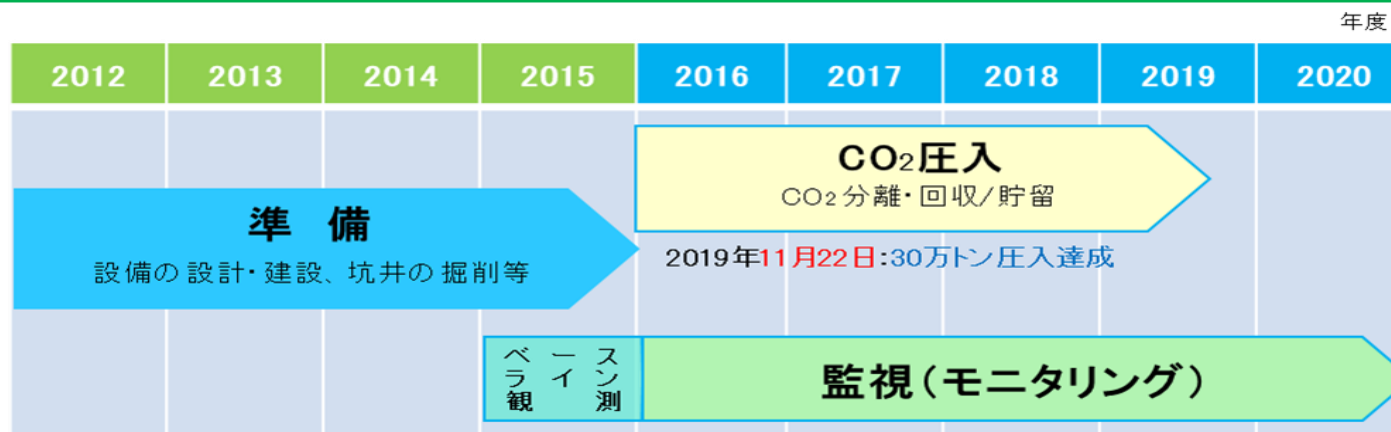 年度
2012 2013 2014 2015 2016 2017 2018 2019 2020
CO₂圧入
CO₂分離・回収/貯留
準 備
設備の設計・建設、坑井の掘削等
2019年11月22日:30万トン圧入達成
ベース
ライン
観 測
監視(モニタリング)